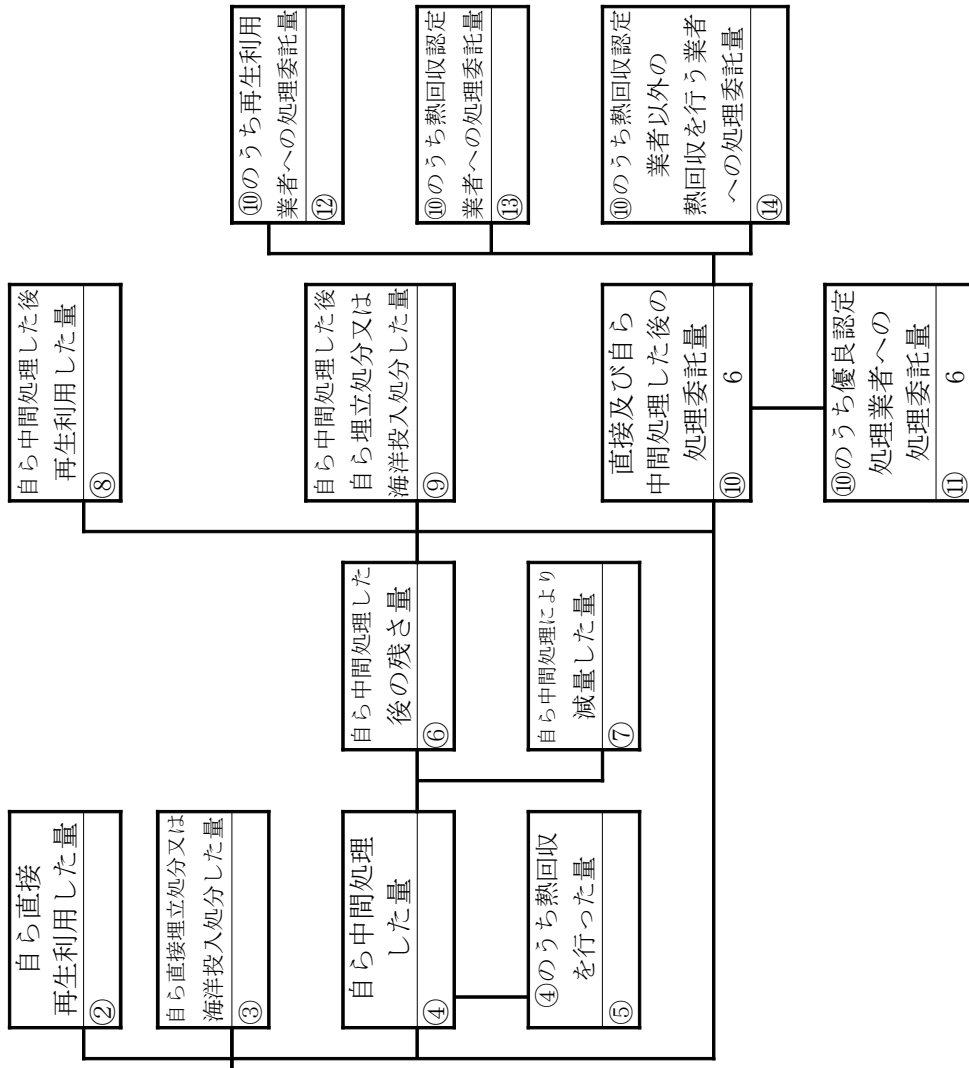 自ら直接
再生利用した量
②
自ら直接埋立処分又は
海洋投入処分した量
③
自ら中間処理
した量
④
④のうち熱回収
を行った量
⑤
自ら中間処理した
後の残さ量
⑥
自ら中間処理により
減量した量
⑦
自ら中間処理した後
再生利用した量
⑧
自ら中間処理した後
自ら埋立処分又は
海洋投入処分した量
⑨
直接及び自ら
中間処理した後の
処理委託量
⑩ 6
⑩のうち優良認定
処理業者への
処理委託量
⑪ 6
⑩のうち再生利用
業者への処理委託量
⑫
⑩のうち熱回収認定
業者への処理委託量
⑬
⑩のうち熱回収認定
業者以外の
熱回収を行う業者
への処理委託量
⑭